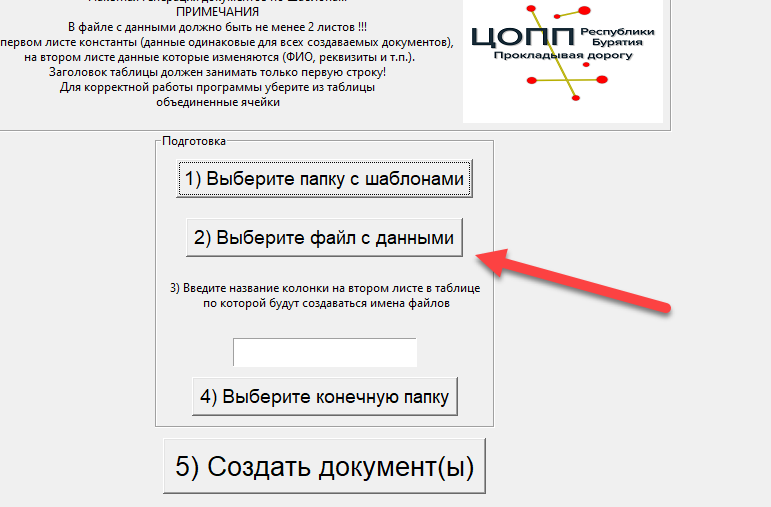 ПРИМЕЧАНИЯ
В файле с данными должно быть не менее 2 листов !!!
первом листе константы (данные одинаковые для всех создаваемых документов),
на втором листе данные которые изменяются (ФИО, реквизиты и т.п.).
Заголовок таблицы должен занимать только первую строку!
Для корректной работы программы уберите из таблицы
объединенные ячейки
ЦОПП Республики
Бурятия
Прокладывая дорогу
Подготовка
1) Выберите папку с шаблонами
2) Выберите файл с данными
3) Введите название колонки на втором листе в таблице
по которой будут создаваться имена файлов
4) Выберите конечную папку
5) Создать документ(ы)